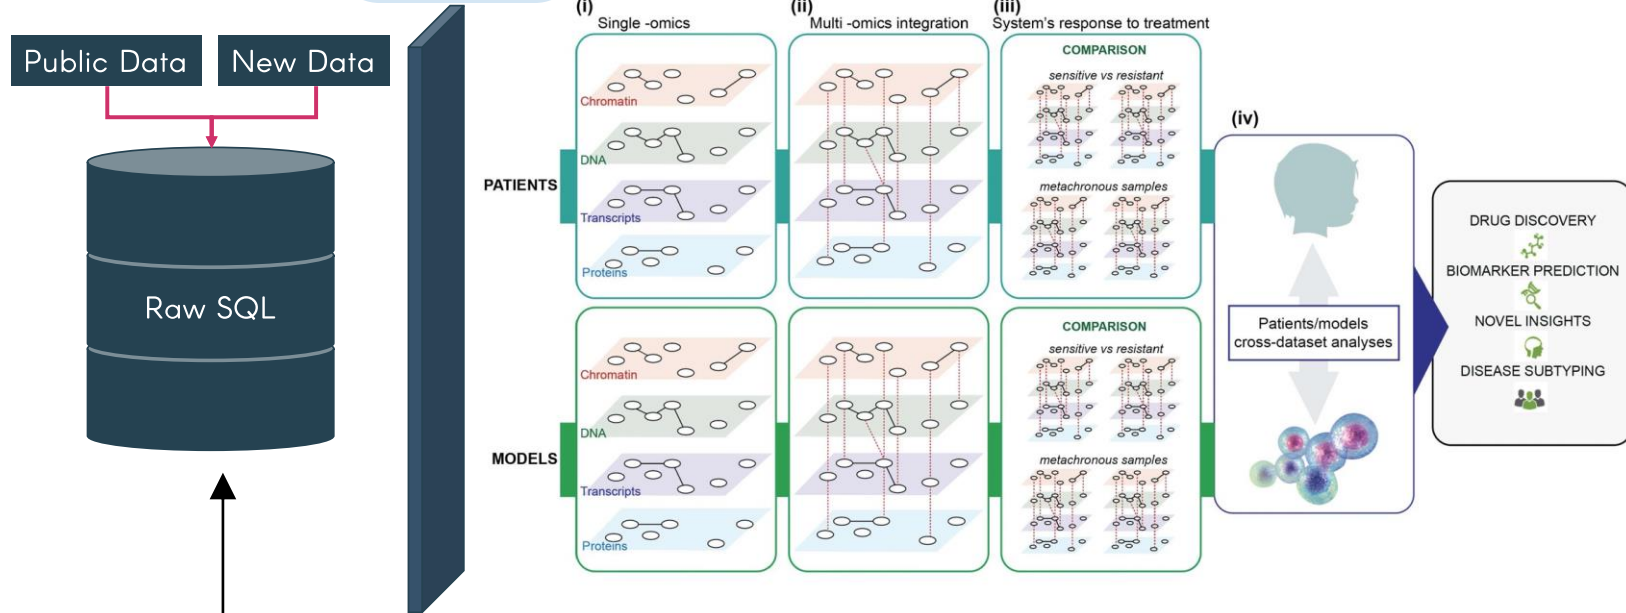 Public Data
New Data
Raw SQL
(i)
Single -omics
(ii)
Multi -omics integration
(iii)
System's response to treatment
PATIENTS
Chromatin
DNA
Transcripts
Proteins
COMPARISON
sensitive vs resistant
metachronous samples
MODELS
Chromatin
DNA
Transcripts
Proteins
COMPARISON
sensitive vs resistant
metachronous samples
(iv)
Patients/models
cross-dataset analyses
DRUG DISCOVERY
BIOMARKER PREDICTION
NOVEL INSIGHTS
DISEASE SUBTYPING